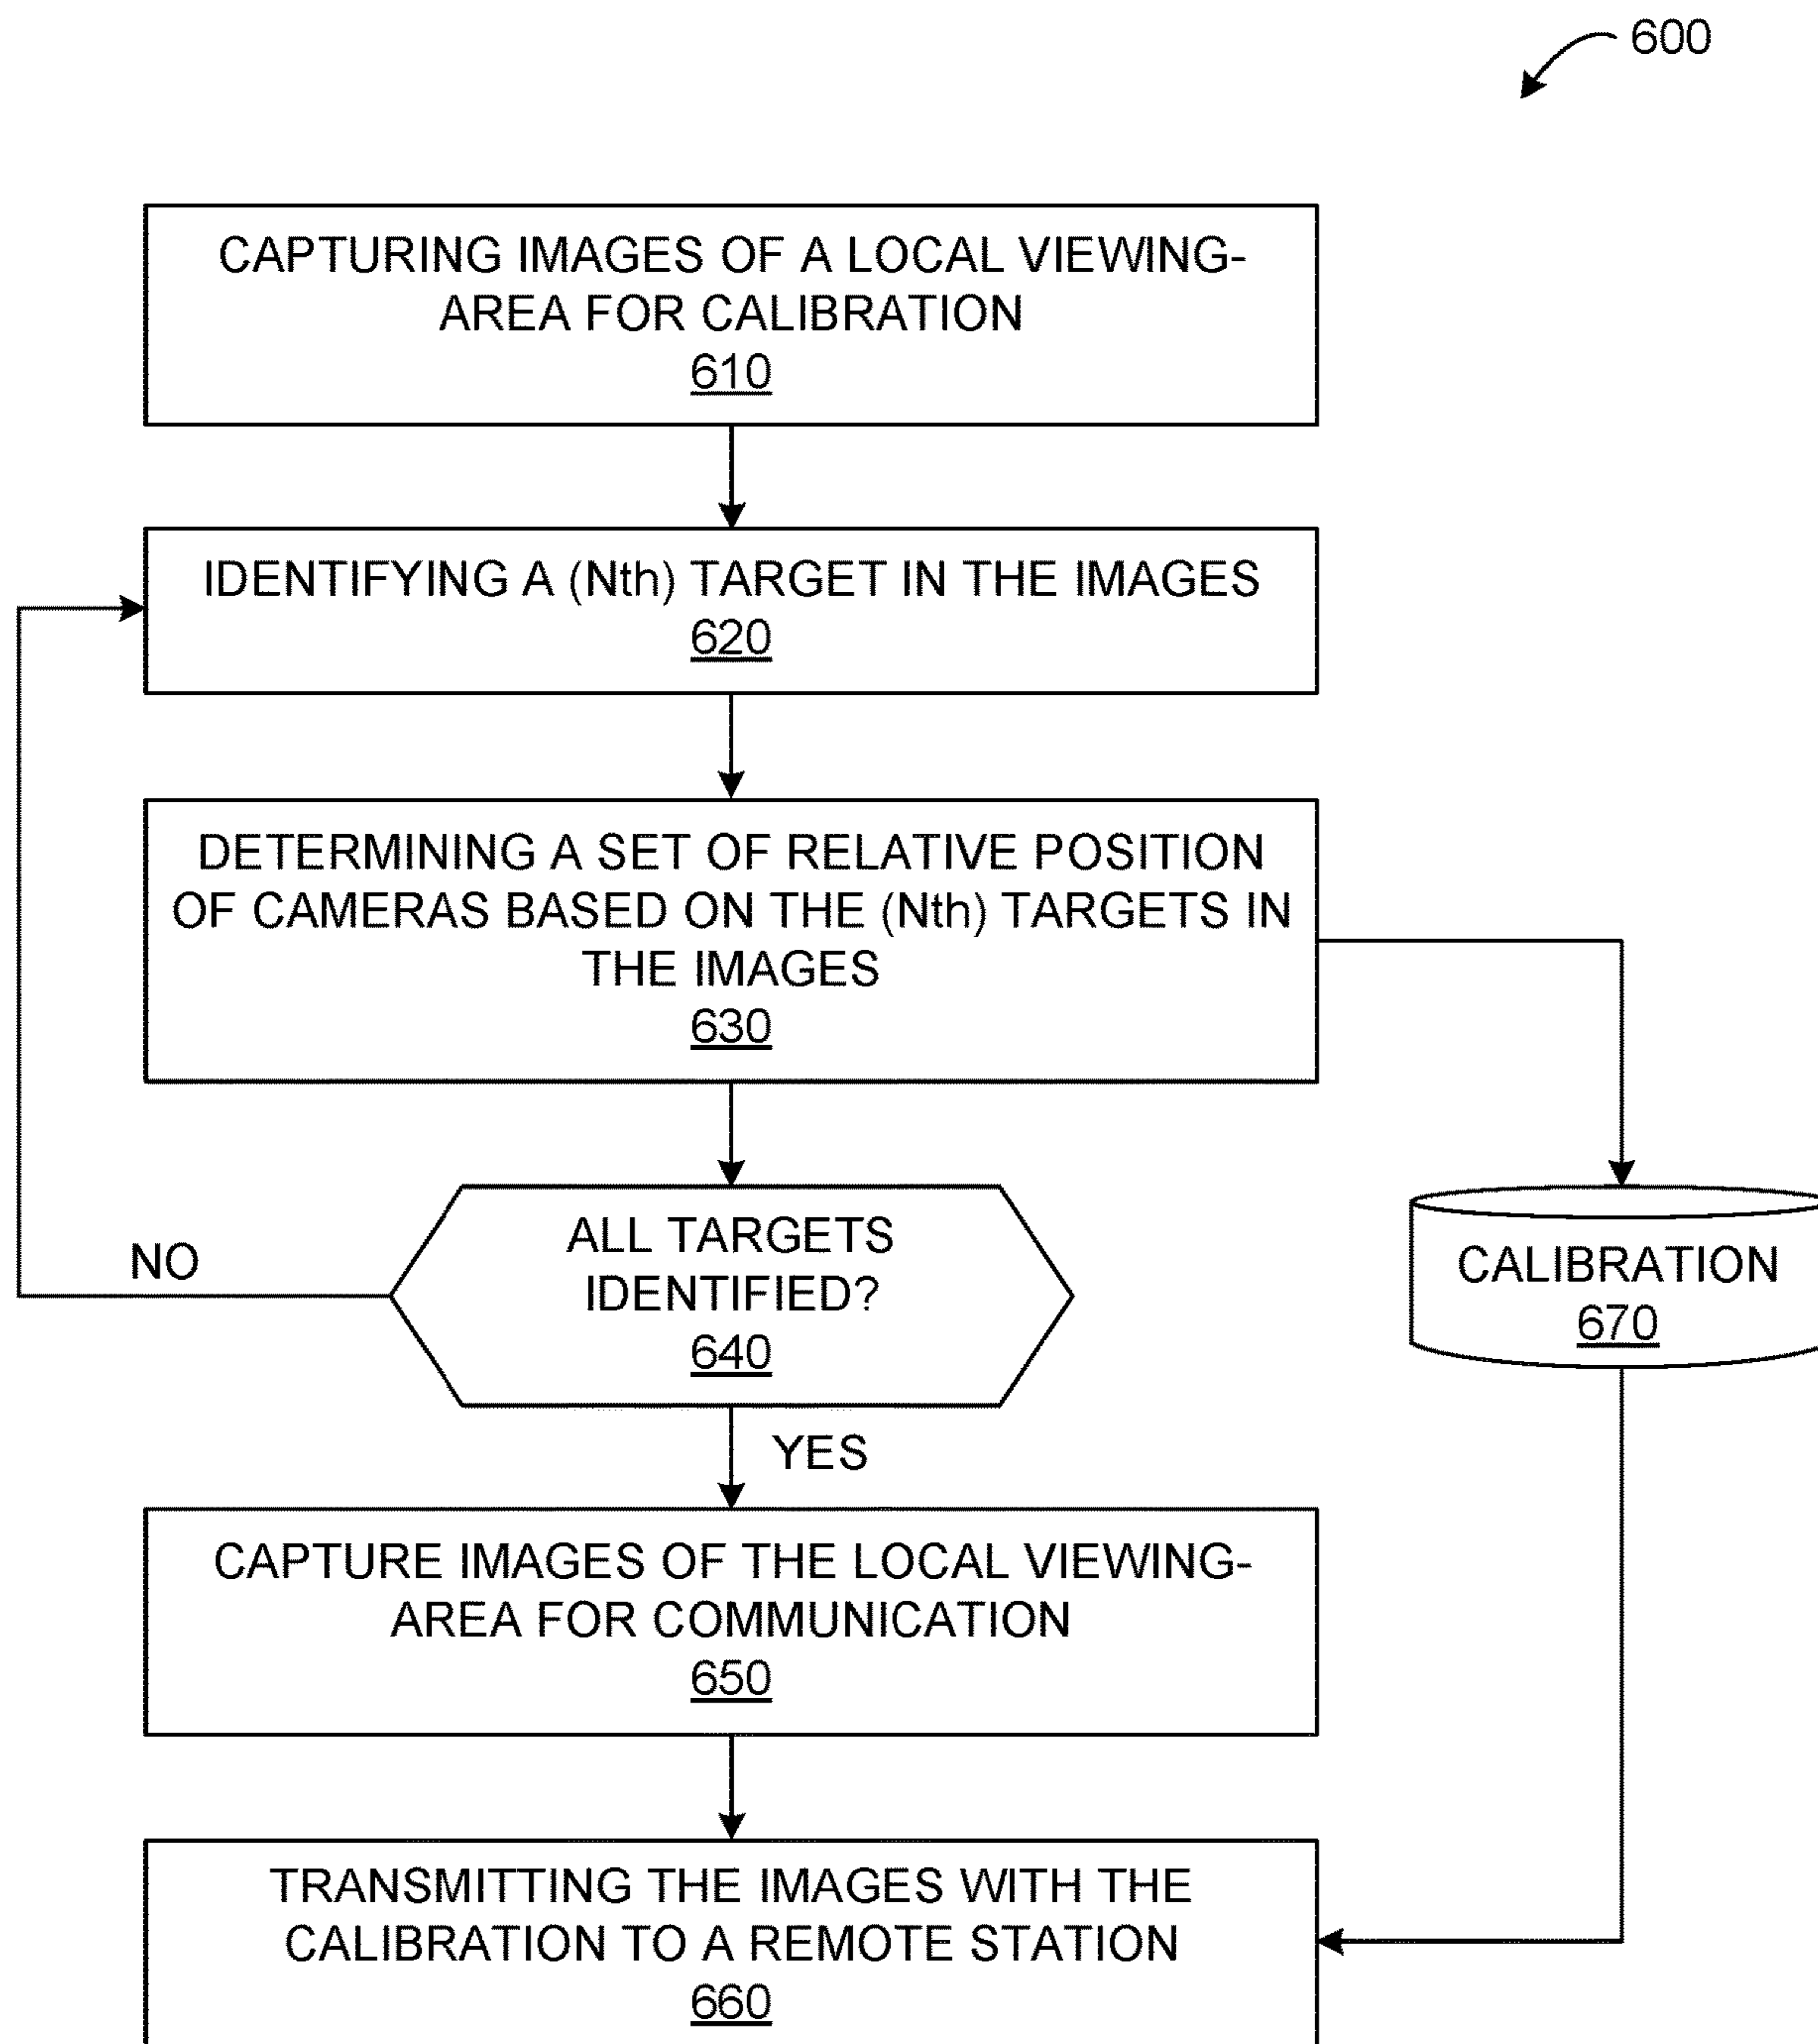 600
CAPTURING IMAGES OF A LOCAL VIEWING-
AREA FOR CALIBRATION
610
IDENTIFYING A (Nth) TARGET IN THE IMAGES
620
DETERMINING A SET OF RELATIVE POSITION
OF CAMERAS BASED ON THE (Nth) TARGETS IN
THE IMAGES
630
ALL TARGETS
IDENTIFIED?
640
NO
CALIBRATION
670
YES
CAPTURE IMAGES OF THE LOCAL VIEWING-
AREA FOR COMMUNICATION
650
TRANSMITTING THE IMAGES WITH THE
CALIBRATION TO A REMOTE STATION
660